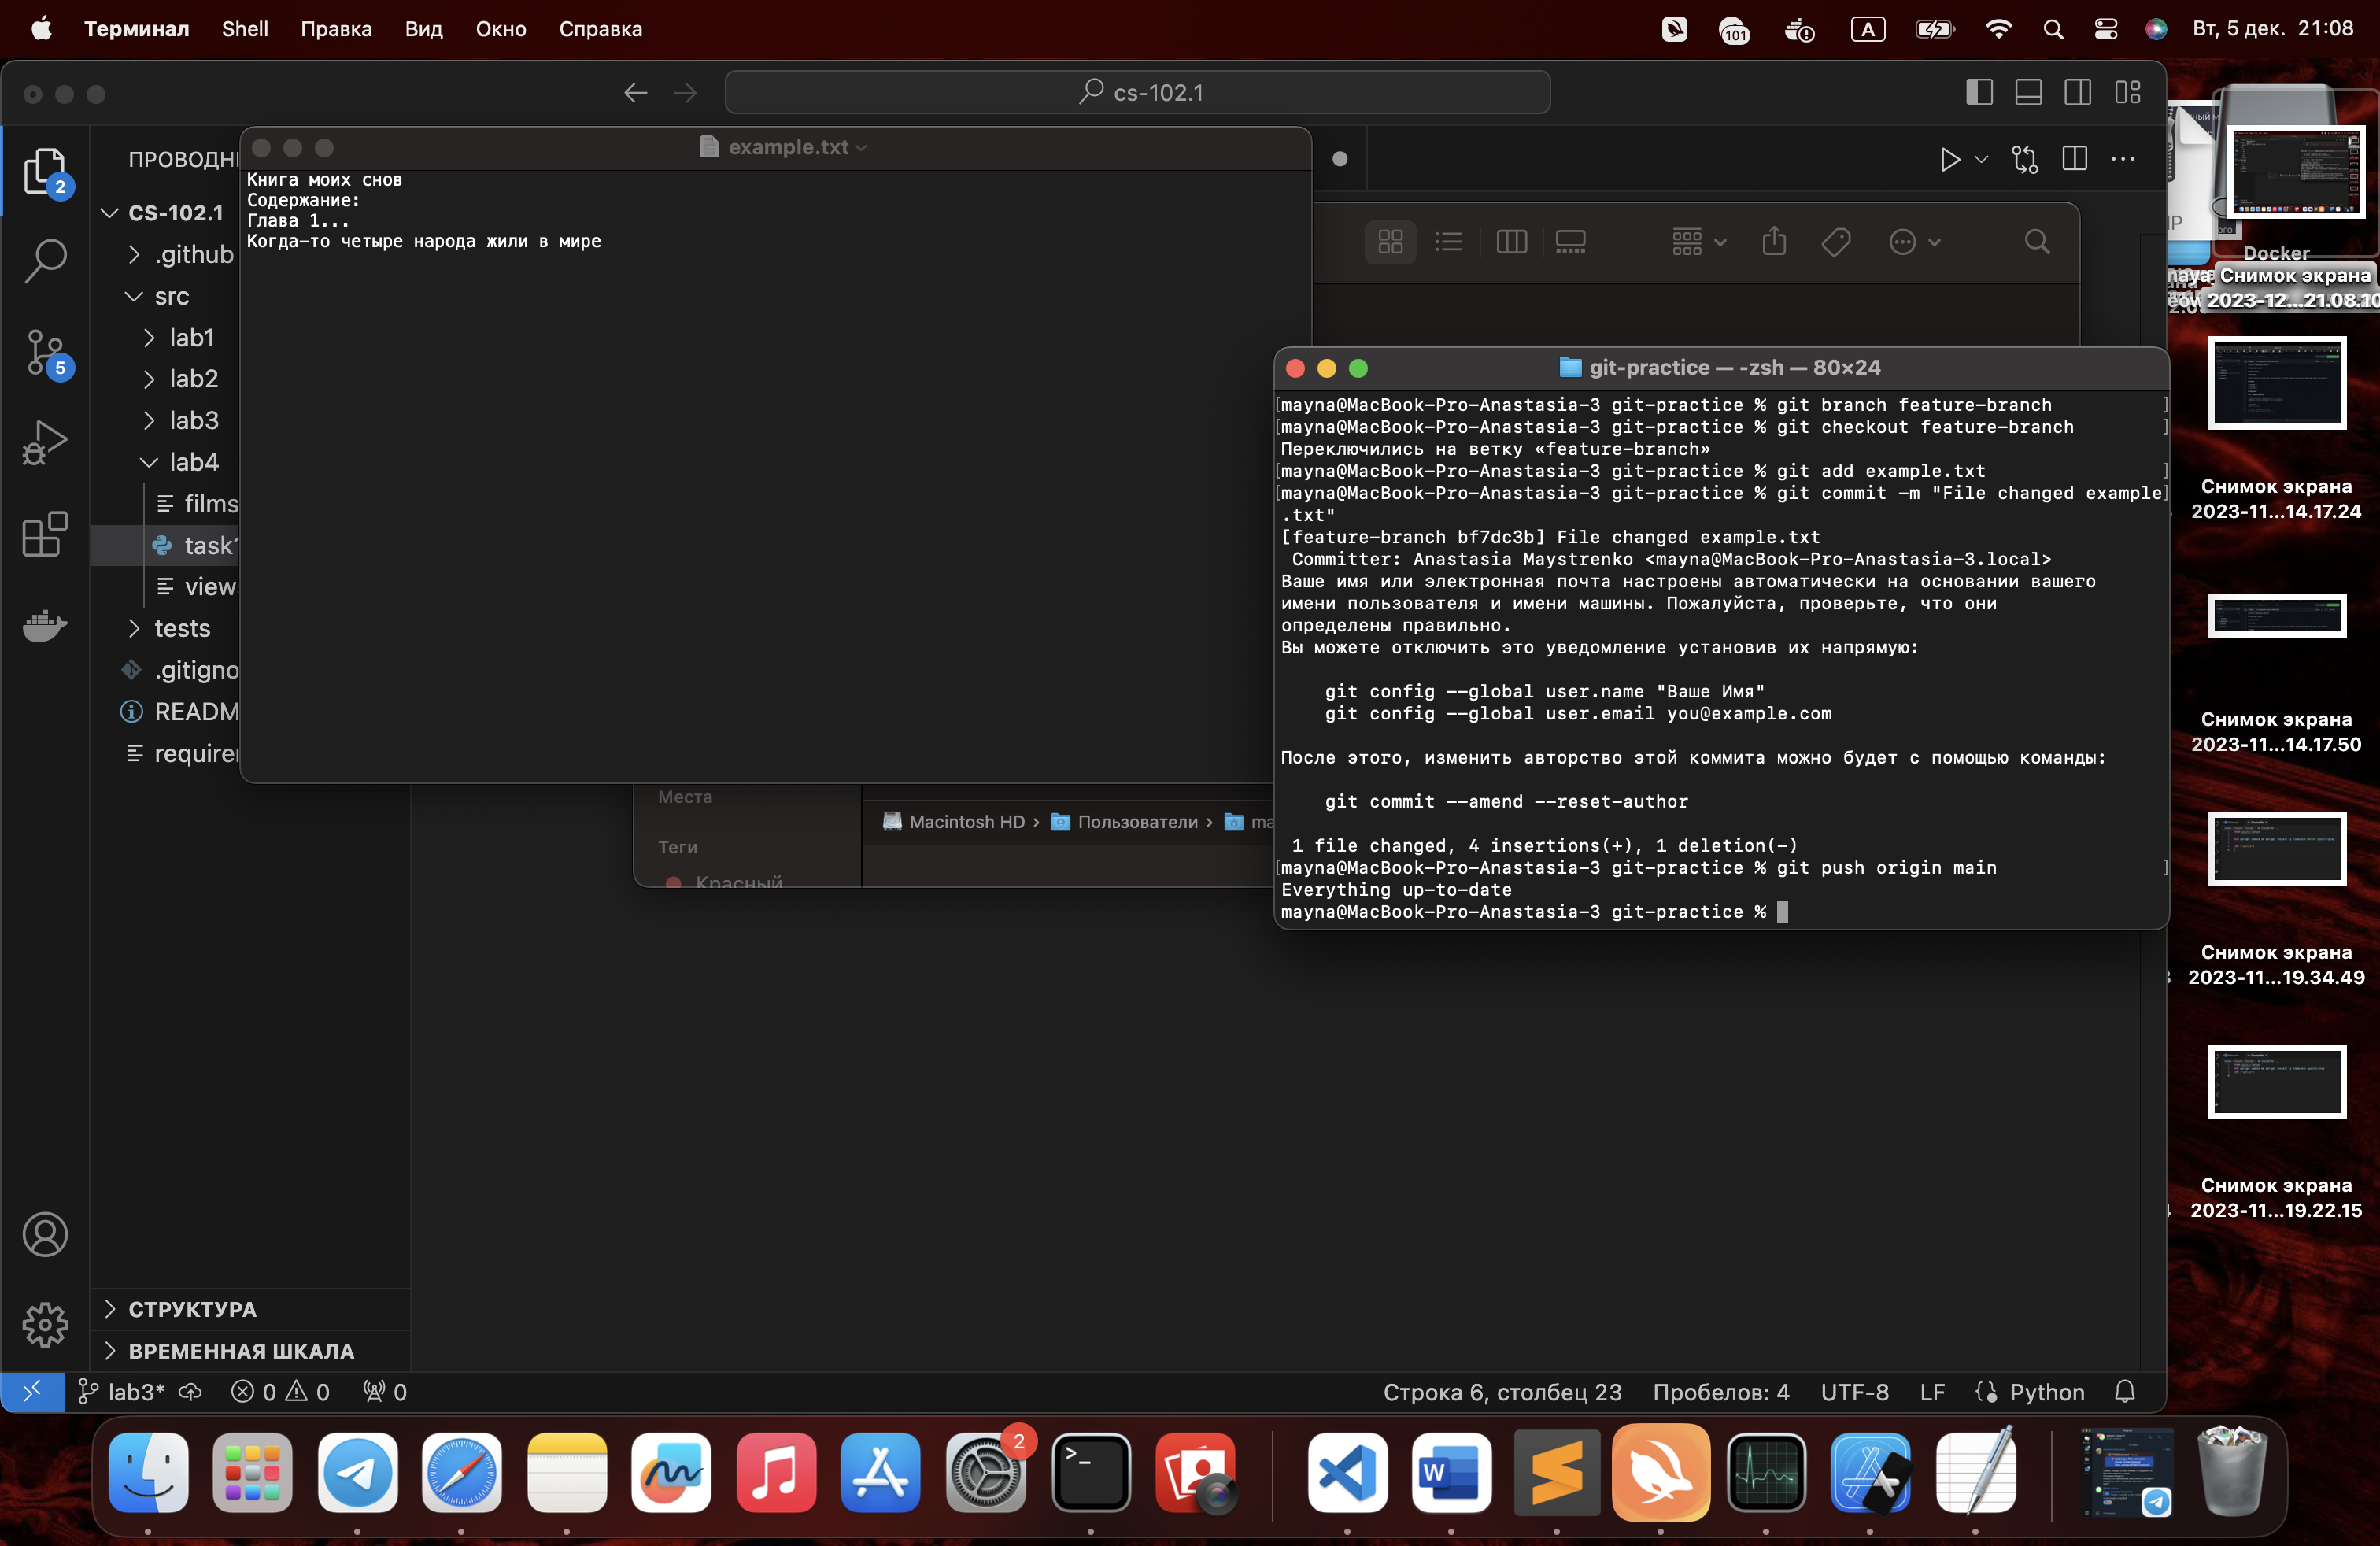 Терминал Shell Правка Вид Окно Справка
101
A
Вт, 5 дек. 21:08
cs-102.1
2
5
CS-102.1
.github
src
lab1
lab2
lab3
lab4
films
tests
СТРУКТУРА
ВРЕМЕННАЯ ШКАЛА
example.txt
Книга моих снов
Содержание:
Глава 1...
Когда-то четыре народа жили в мире
Места
Теги
Красный
Macintosh HD › Пользователи ›
git-practice — -zsh — 80×24
[mayna@MacBook-Pro-Anastasia-3 git-practice % git branch feature-branch ]
[mayna@MacBook-Pro-Anastasia-3 git-practice % git checkout feature-branch ]
Переключились на ветку «feature-branch»
[mayna@MacBook-Pro-Anastasia-3 git-practice % git add example.txt ]
[mayna@MacBook-Pro-Anastasia-3 git-practice % git commit -m "File changed example]
.txt"
[feature-branch bf7dc3b] File changed example.txt
Committer: Anastasia Maystrenko <mayna@MacBook-Pro-Anastasia-3.local>
Ваше имя или электронная почта настроены автоматически на основании вашего
имени пользователя и имени машины. Пожалуйста, проверьте, что они
определены правильно.
Вы можете отключить это уведомление установив их напрямую:
git config --global user.name "Ваше Имя"
git config --global user.email you@example.com
После этого, изменить авторство этой коммита можно будет с помощью команды:
git commit --amend --reset-author
1 file changed, 4 insertions(+), 1 deletion(-)
[mayna@MacBook-Pro-Anastasia-3 git-practice % git push origin main ]
Everything up-to-date
mayna@MacBook-Pro-Anastasia-3 git-practice %
Docker
Снимок экрана
2023-12...21.08.10
Снимок экрана
2023-11...14.17.24
Снимок экрана
2023-11...14.17.50
Снимок экрана
2023-11...19.34.49
Снимок экрана
2023-11...19.22.15
lab3* 0 0 0
Строка 6, столбец 23 Пробелов: 4 UTF-8 LF Python
2
W